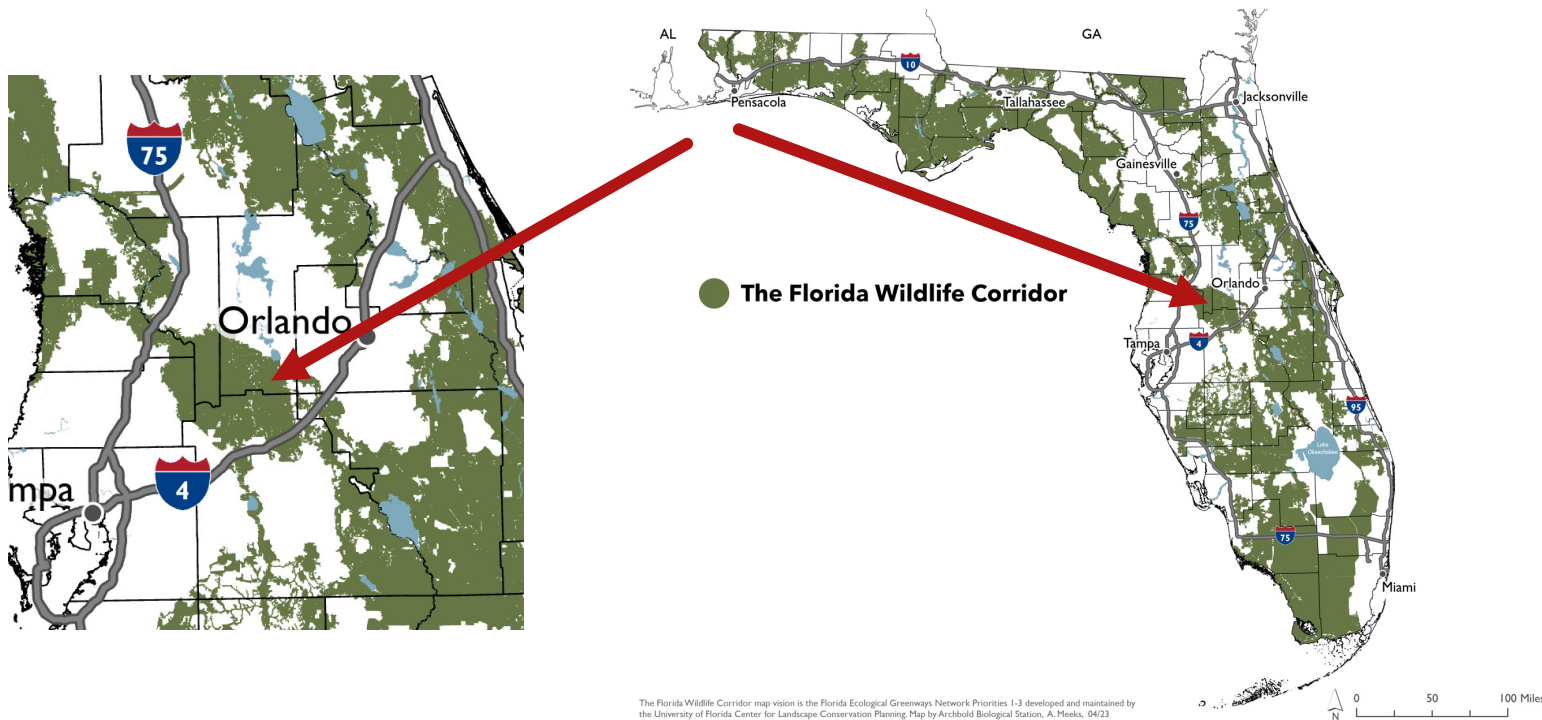 75
Orlando
mpa
4
AL
GA
10
Pensacola
Tallahassee
Jacksonville
Gainesville
75
Orlando
The Florida Wildlife Corridor
Tampa
4
95
Lake
Okeechobee
75
Miami
The Florida Wildlife Corridor map vision is the Florida Ecological Greenways Network Priorities 1-3 developed and maintained by
the University of Florida Center for Landscape Conservation Planning. Map by Archbold Biological Station, A. Meeks, 04/23
N
0 50 100 Miles